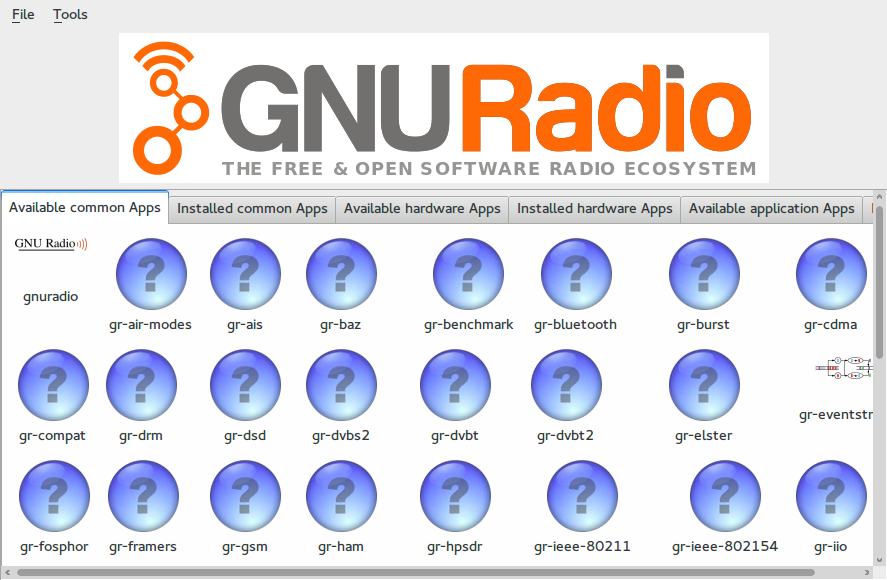 File Tools
GNURadio
THE FREE & OPEN SOFTWARE RADIO ECOSYSTEM
Available common Apps Installed common Apps Available hardware Apps Installed hardware Apps Available application Apps
GNU Radio
gnuradio gr-air-modes gr-ais gr-baz gr-benchmark gr-bluetooth gr-burst gr-cdma
gr-compat gr-drm gr-dsd gr-dvbs2 gr-dvbt gr-dvbt2 gr-elster gr-eventstr
gr-fosphor gr-framers gr-gsm gr-ham gr-hpsdr gr-ieee-80211 gr-ieee-802154 gr-iio